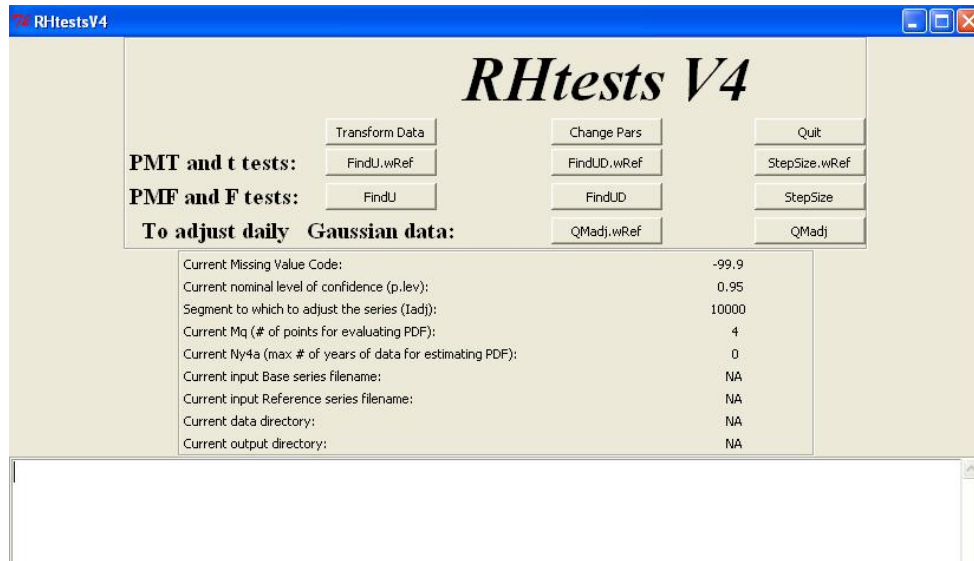 RHtestsV4
RHtests V4
Transform Data Change Pars Quit
PMT and t tests: FindU.wRef FindUD.wRef StepSize.wRef
PMF and F tests: FindU FindUD StepSize
To adjust daily Gaussian data: QMadj.wRef QMadj
Current Missing Value Code: -99.9
Current nominal level of confidence (p.lev): 0.95
Segment to which to adjust the series (Iadj): 10000
Current Mq (# of points for evaluating PDF): 4
Current Ny4a (max # of years of data for estimating PDF): 0
Current input Base series filename: NA
Current input Reference series filename: NA
Current data directory: NA
Current output directory: NA